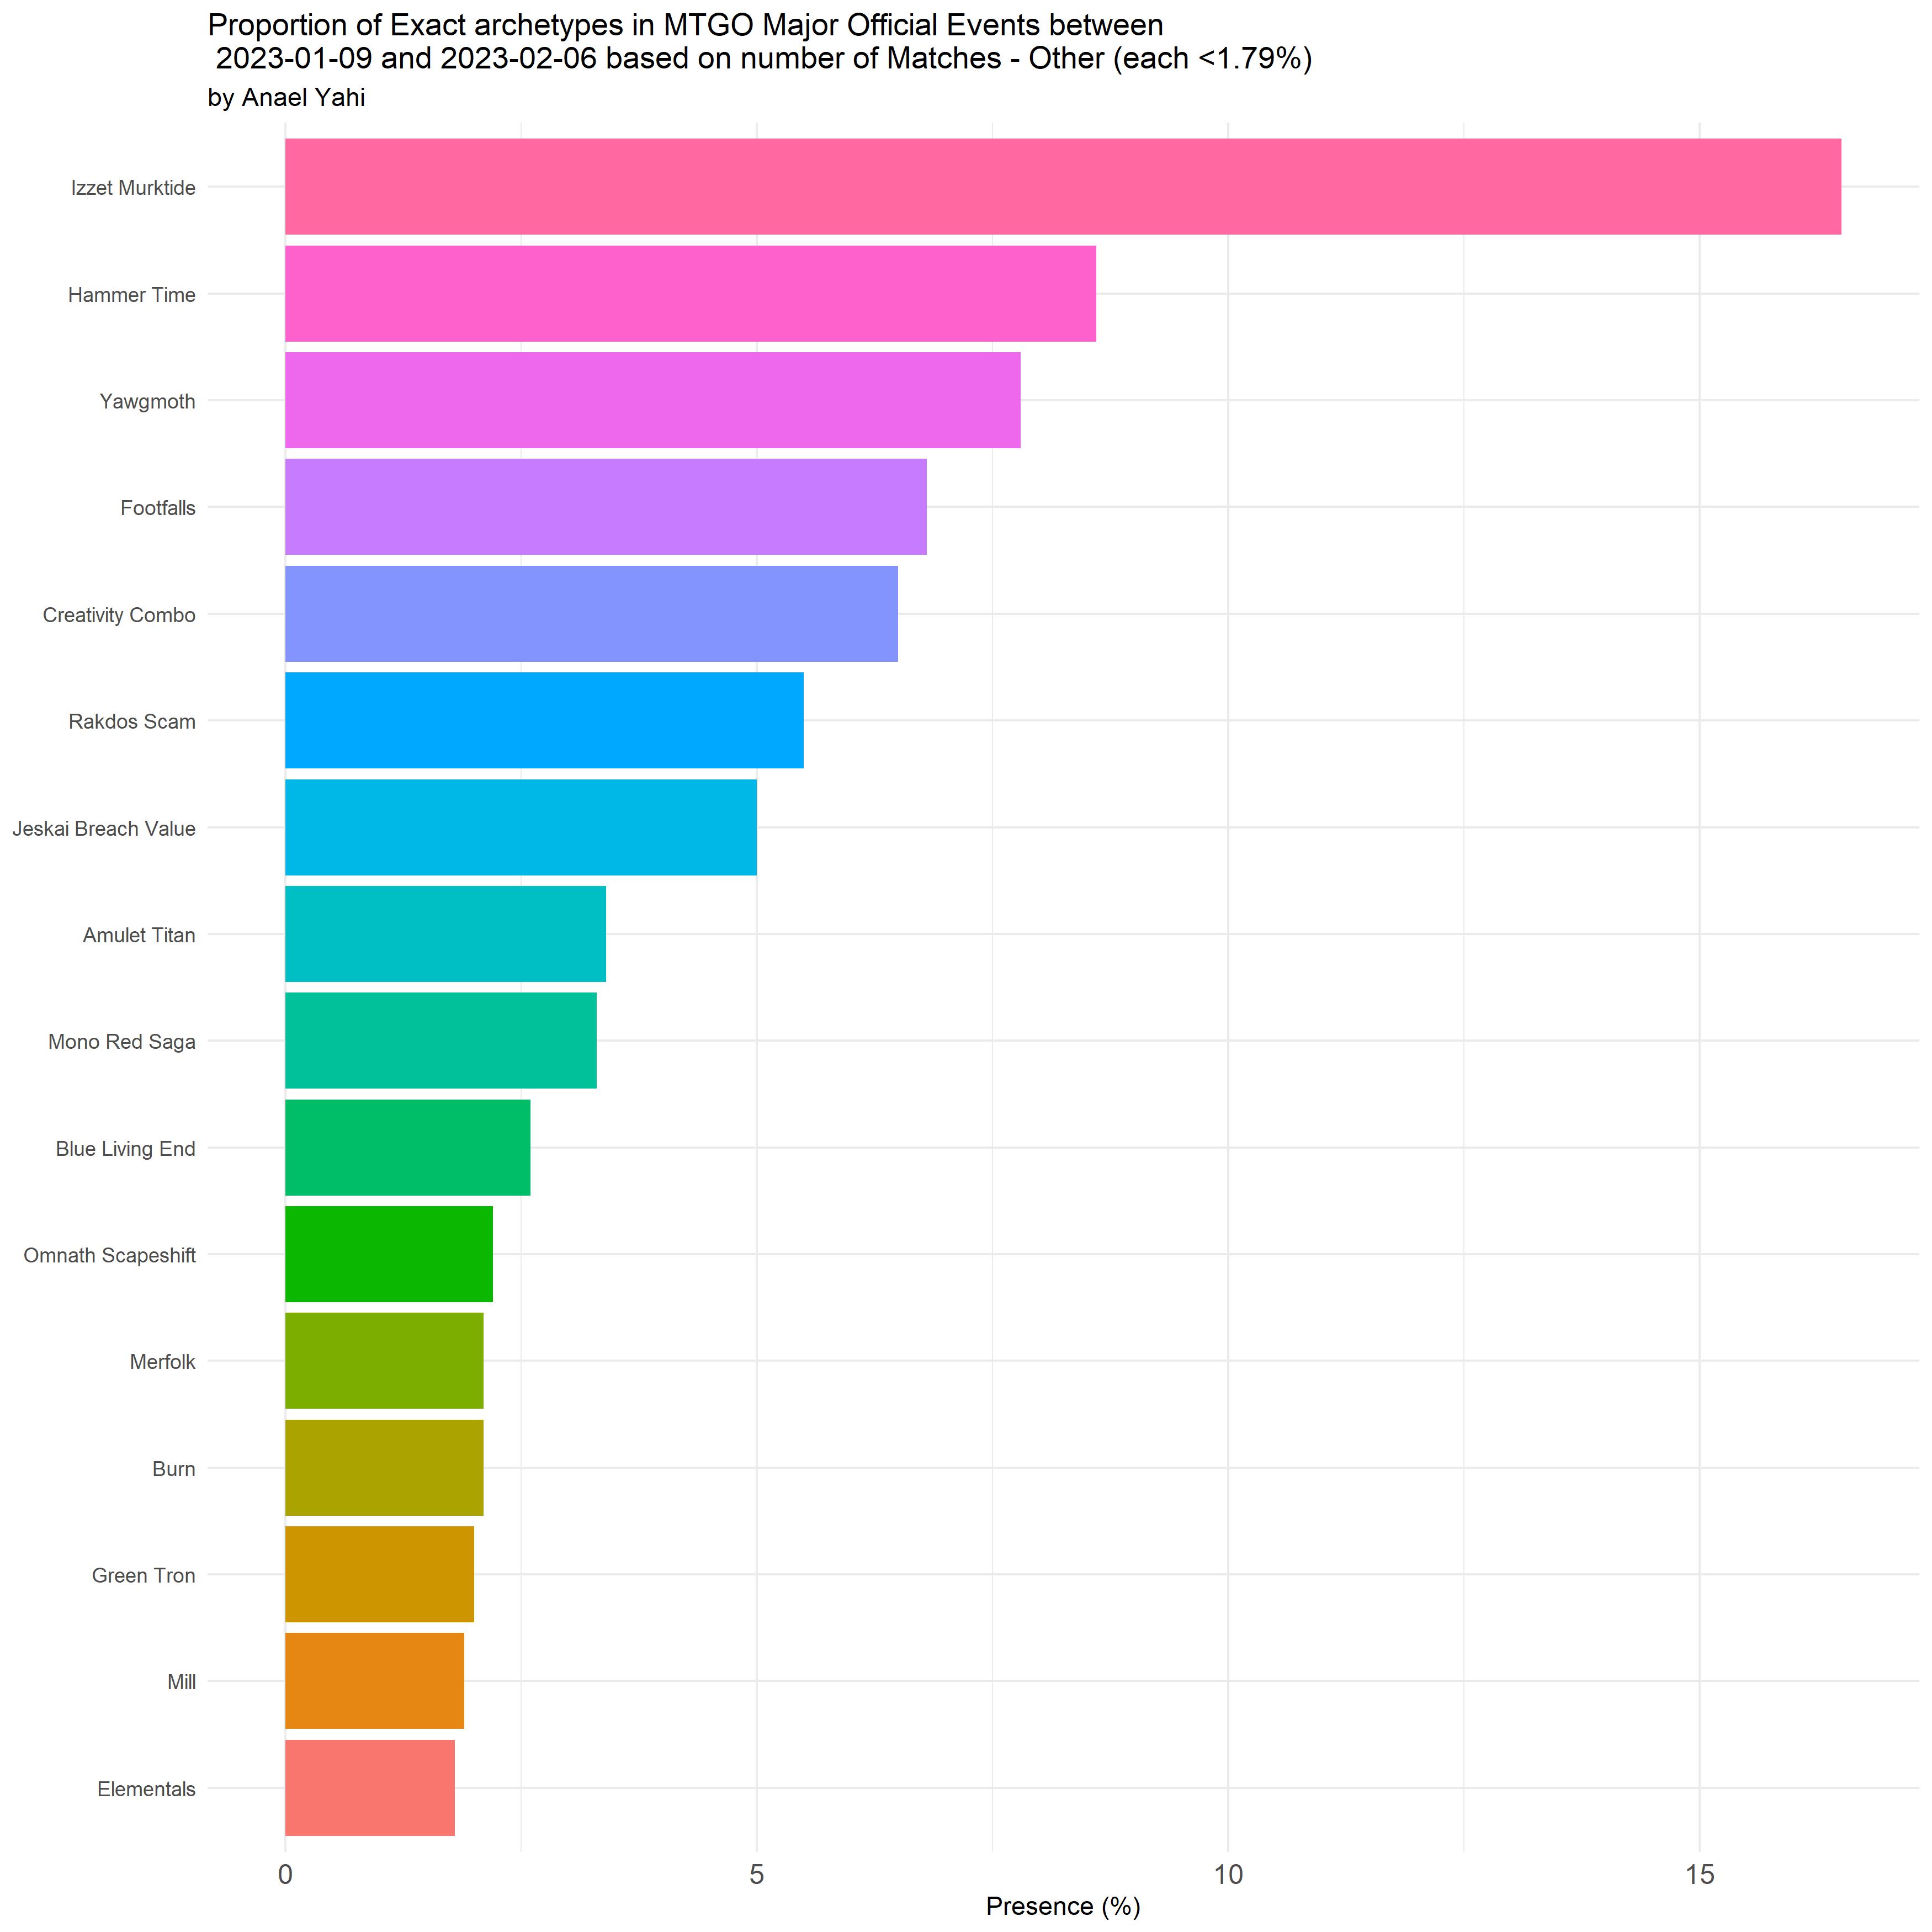 Proportion of Exact archetypes in MTGO Major Official Events between
2023-01-09 and 2023-02-06 based on number of Matches - Other (each <1.79%)
by Anael Yahi
Izzet Murktide
Hammer Time
Yawgmoth
Footfalls
Creativity Combo
Rakdos Scam
Jeskai Breach Value
Amulet Titan
Mono Red Saga
Blue Living End
Omnath Scapeshift
Merfolk
Burn
Green Tron
Mill
Elementals
0 5 10 15
Presence (%)